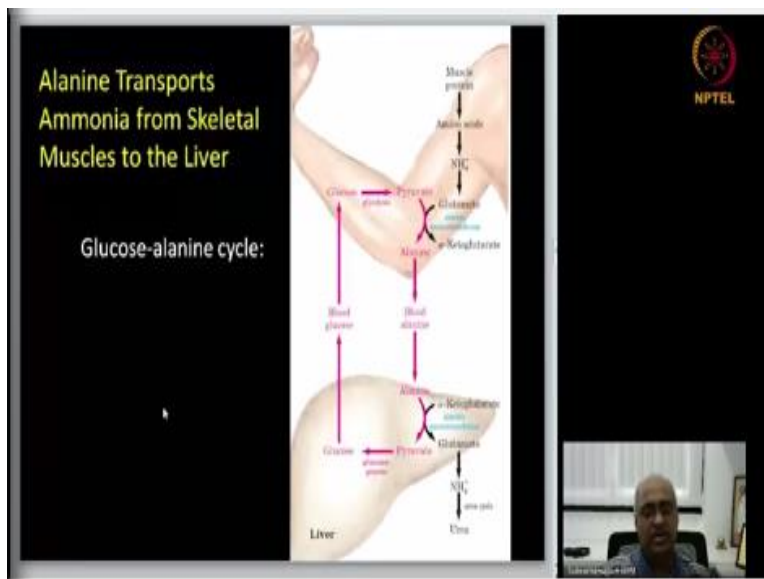 Alanine Transports
Ammonia from Skeletal
Muscles to the Liver
Glucose-alanine cycle:
NPTEL
Muscle
protein
Amino acids
NH₄⁺
Glucose
Pyruvate
Glutamate
α-Ketoglutarate
Alanine
Blood
glucose
Blood
alanine
Alanine
α-Ketoglutarate
Glucose
Pyruvate
Glutamate
NH₄⁺
urea cycle
Urea
Liver